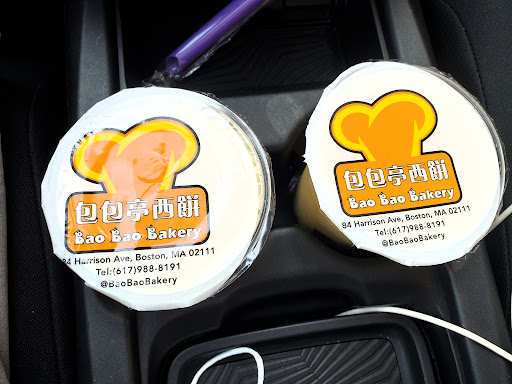 包包亭西餅
Bao Bao Bakery
84 Harrison Ave, Boston, MA 02111
Tel:(617)988-8191
@BaoBaoBakery
包包亭西餅
Bao Bao Bakery
84 Harrison Ave, Boston, MA 02111
Tel:(617)988-8191
@BaoBaoBakery